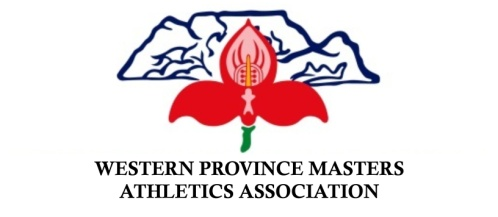 WESTERN PROVINCE MASTERS
ATHLETICS ASSOCIATION